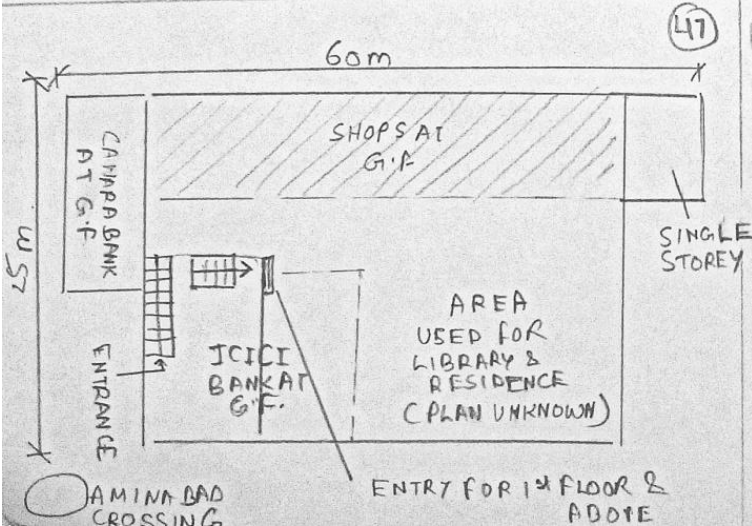 47
60m
SHOPS AT
G.F
CANARA BANK
AT G.F.
SINGLE
STOREY
AREA
USED FOR
LIBRARY &
RESIDENCE
(PLAN UNKNOWN)
ICICI
BANK AT
G.F.
ENTRANCE
ENTRY FOR 1st FLOOR &
ABOVE
AMINABAD
CROSSING